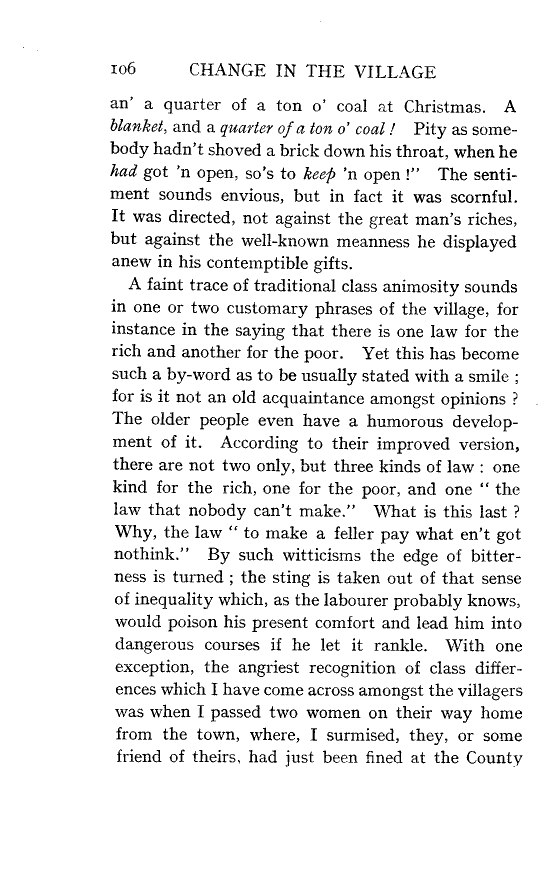 106 CHANGE IN THE VILLAGE
an' a quarter of a ton o' coal at Christmas. A
blanket, and a quarter of a ton o' coal! Pity as some-
body hadn't shoved a brick down his throat, when he
had got 'n open, so's to keep 'n open!" The senti-
ment sounds envious, but in fact it was scornful.
It was directed, not against the great man's riches,
but against the well-known meanness he displayed
anew in his contemptible gifts.
A faint trace of traditional class animosity sounds
in one or two customary phrases of the village, for
instance in the saying that there is one law for the
rich and another for the poor. Yet this has become
such a by-word as to be usually stated with a smile ;
for is it not an old acquaintance amongst opinions ?
The older people even have a humorous develop-
ment of it. According to their improved version,
there are not two only, but three kinds of law : one
kind for the rich, one for the poor, and one " the
law that nobody can't make." What is this last ?
Why, the law " to make a feller pay what en't got
nothink." By such witticisms the edge of bitter-
ness is turned ; the sting is taken out of that sense
of inequality which, as the labourer probably knows,
would poison his present comfort and lead him into
dangerous courses if he let it rankle. With one
exception, the angriest recognition of class differ-
ences which I have come across amongst the villagers
was when I passed two women on their way home
from the town, where, I surmised, they, or some
friend of theirs, had just been fined at the County